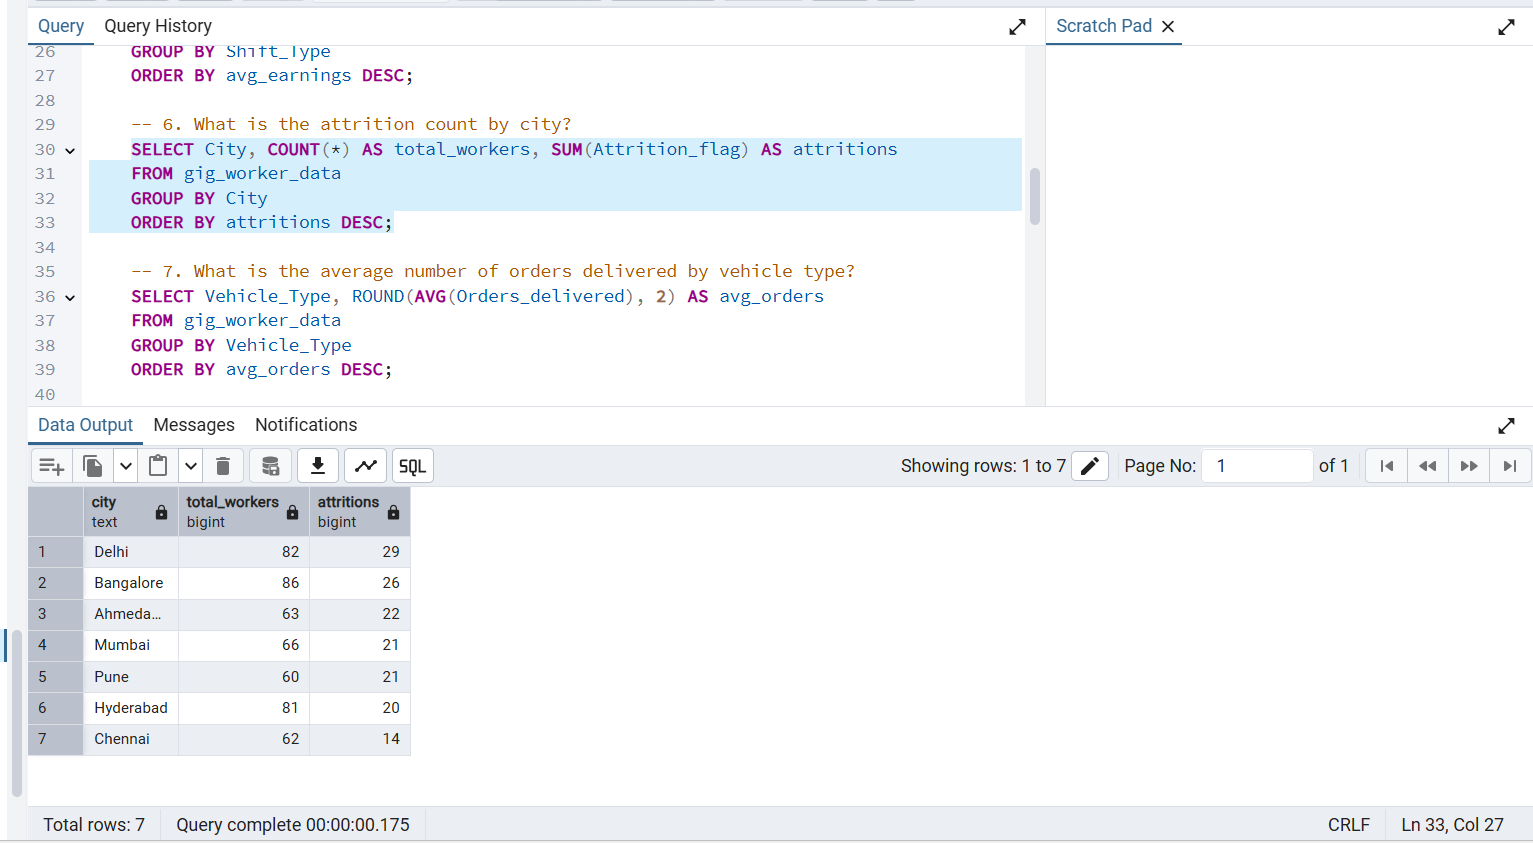 Query Query History
Scratch Pad
26 GROUP BY Shift_Type
27 ORDER BY avg_earnings DESC;
28
29 -- 6. What is the attrition count by city?
30 SELECT City, COUNT(*) AS total_workers, SUM(Attrition_flag) AS attritions
31 FROM gig_worker_data
32 GROUP BY City
33 ORDER BY attritions DESC;
34
35 -- 7. What is the average number of orders delivered by vehicle type?
36 SELECT Vehicle_Type, ROUND(AVG(Orders_delivered), 2) AS avg_orders
37 FROM gig_worker_data
38 GROUP BY Vehicle_Type
39 ORDER BY avg_orders DESC;
40
Data Output Messages Notifications
SQL Showing rows: 1 to 7 Page No: 1 of 1
city total_workers attritions
text bigint bigint
1 Delhi 82 29
2 Bangalore 86 26
3 Ahmeda... 63 22
4 Mumbai 66 21
5 Pune 60 21
6 Hyderabad 81 20
7 Chennai 62 14
Total rows: 7 Query complete 00:00:00.175 CRLF Ln 33, Col 27